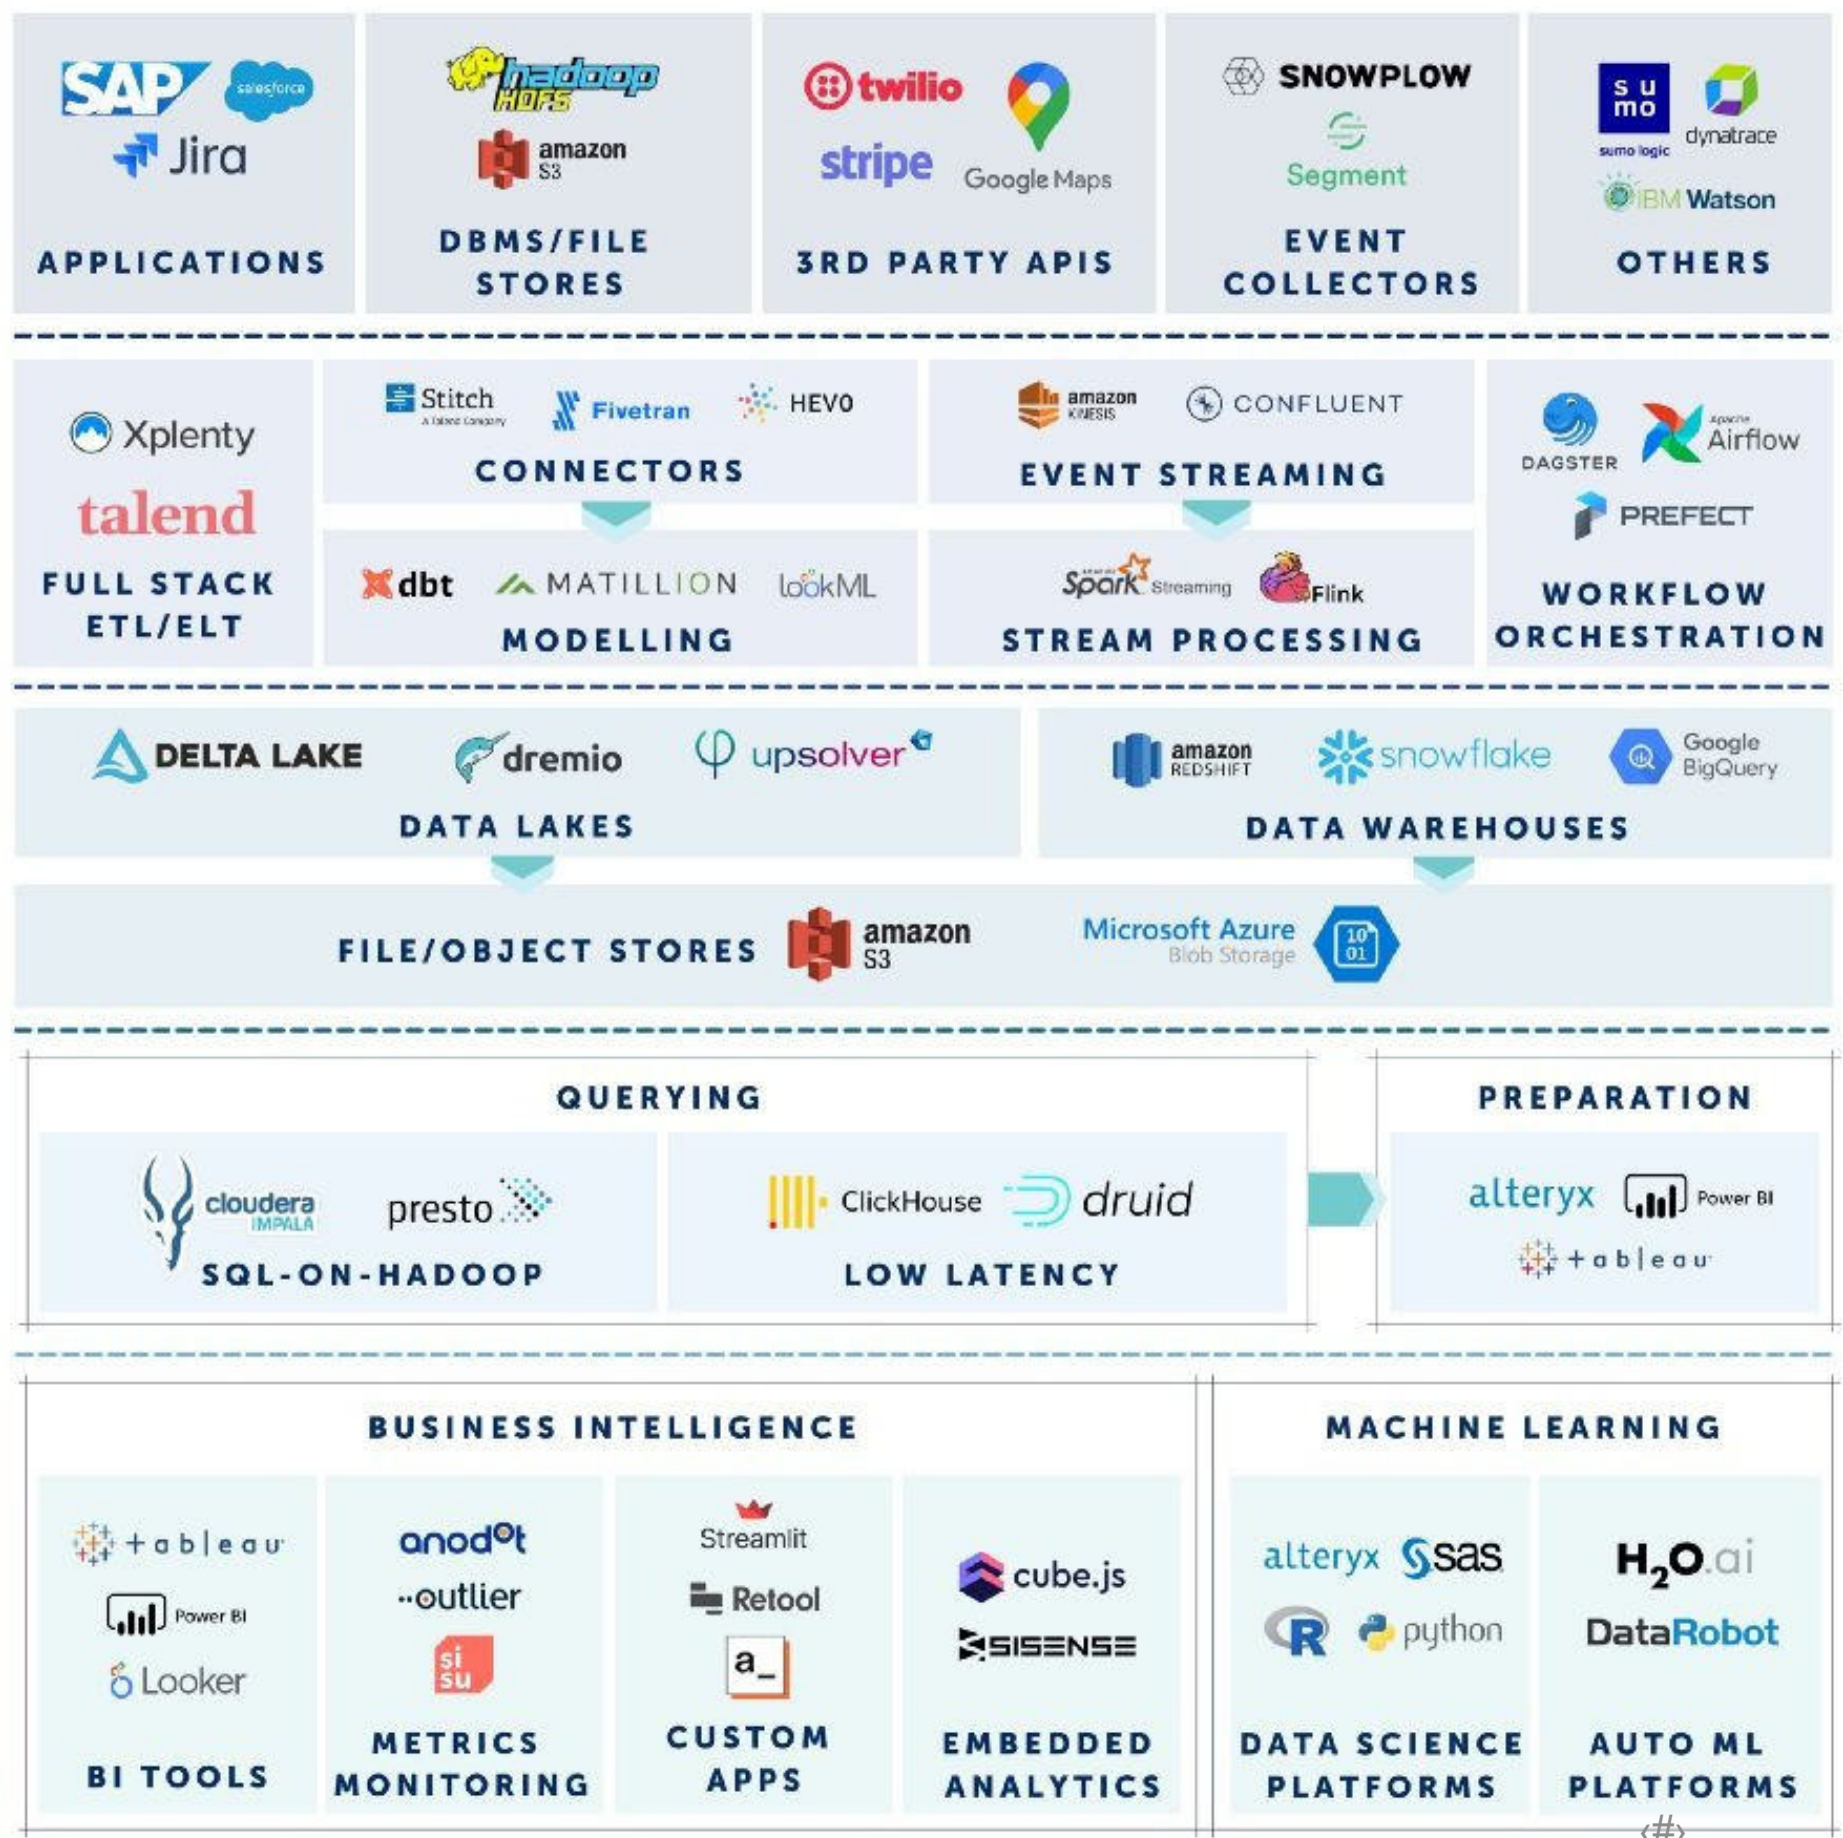 SAP
salesforce
Jira
APPLICATIONS
hadoop
HDFS
amazon
S3
DBMS/FILE
STORES
twilio
stripe
Google Maps
3RD PARTY APIS
SNOWPLOW
Segment
EVENT
COLLECTORS
su
mo
sumo logic
dynatrace
IBM Watson
OTHERS
Xplenty
talend
FULL STACK
ETL/ELT
Stitch
A Talend Company
Fivetran
HEVO
CONNECTORS
dbt
MATILLION
lookML
MODELLING
amazon
KINESIS
CONFLUENT
EVENT STREAMING
Spark Streaming
Flink
STREAM PROCESSING
DAGSTER
Apache
Airflow
PREFECT
WORKFLOW
ORCHESTRATION
DELTA LAKE
dremio
upsolver
DATA LAKES
amazon
REDSHIFT
snowflake
Google
BigQuery
DATA WAREHOUSES
FILE/OBJECT STORES
amazon
S3
Microsoft Azure
Blob Storage
10
01
QUERYING
cloudera
IMPALA
presto
SQL-ON-HADOOP
ClickHouse
druid
LOW LATENCY
PREPARATION
alteryx
Power BI
+ableau
BUSINESS INTELLIGENCE
+ableau
Power BI
Looker
BI TOOLS
anodot
outlier
si
su
METRICS
MONITORING
Streamlit
Retool
a_
CUSTOM
APPS
cube.js
SISENSE
EMBEDDED
ANALYTICS
MACHINE LEARNING
alteryx
sas
R
python
DATA SCIENCE
PLATFORMS
H2O.ai
DataRobot
AUTO ML
PLATFORMS
‹#›